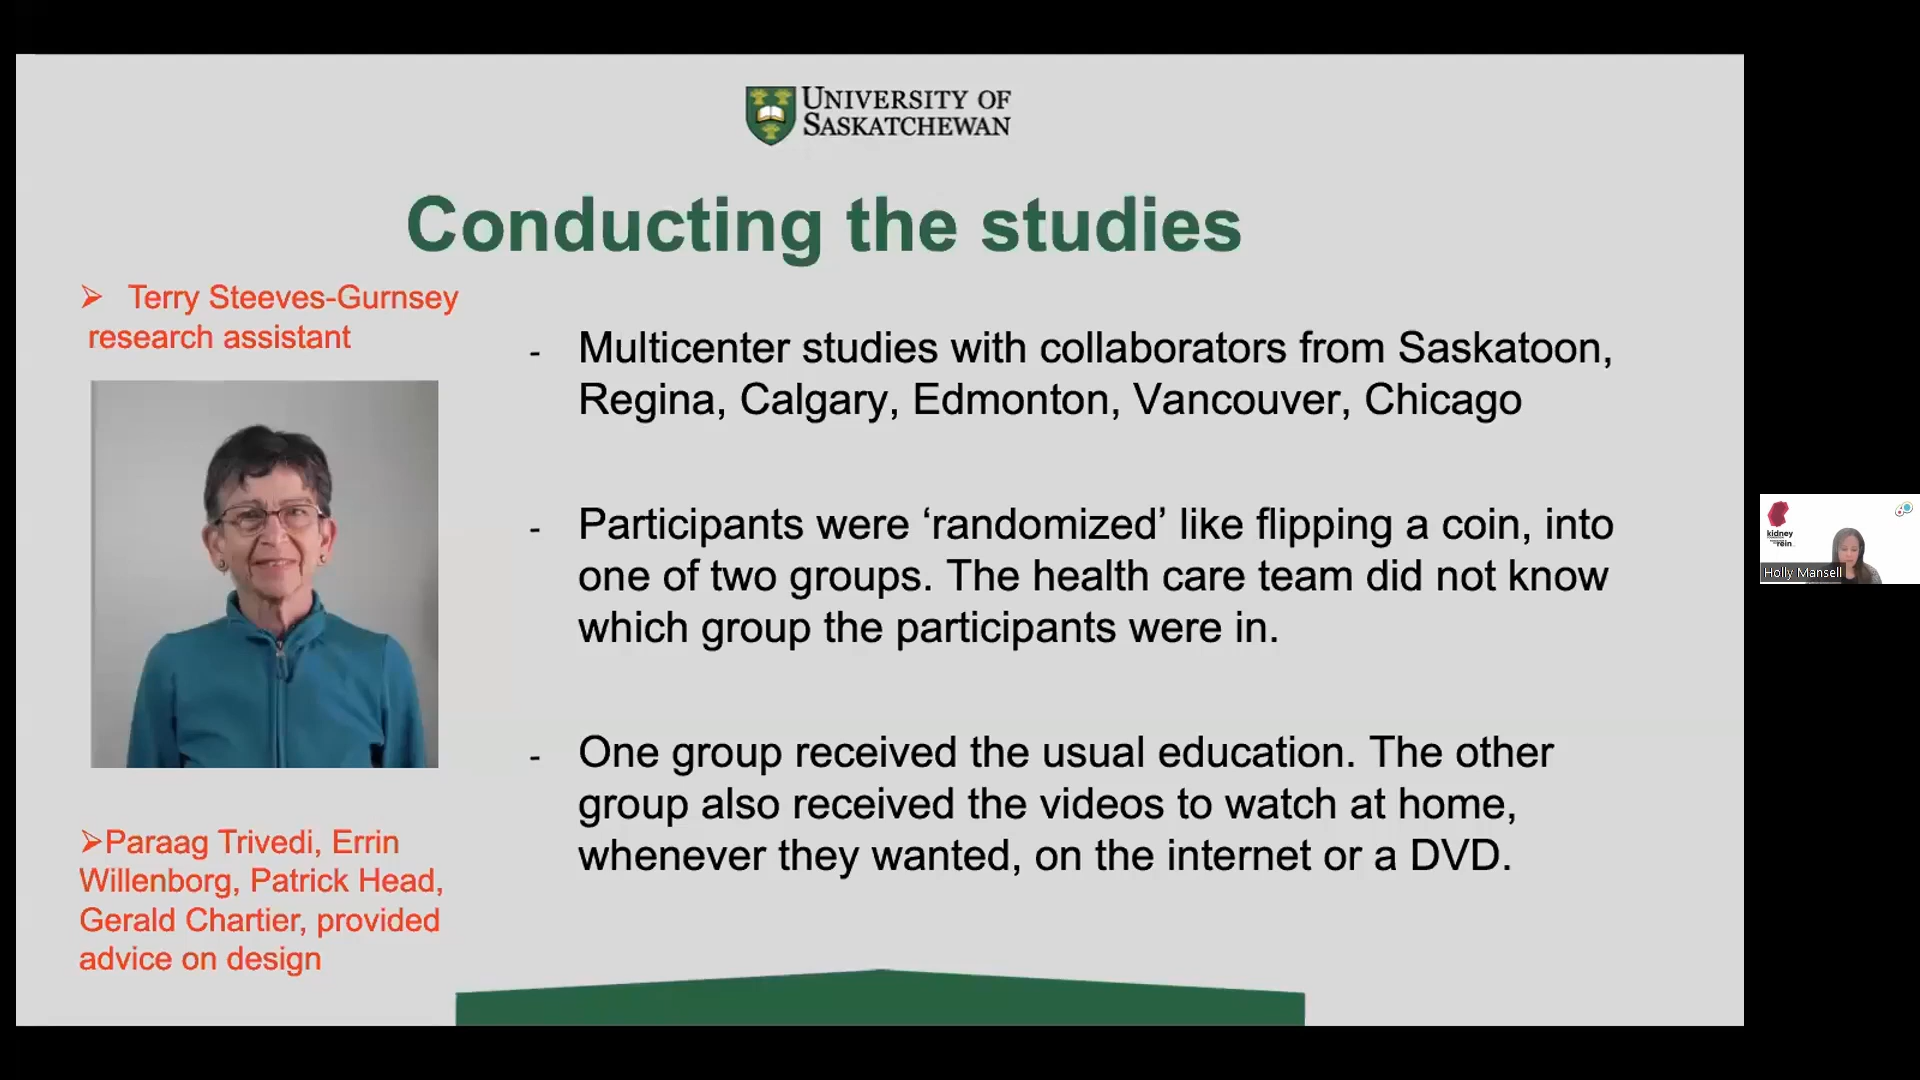 UNIVERSITY OF
SASKATCHEWAN
Conducting the studies
➢ Terry Steeves-Gurnsey
research assistant
- Multicenter studies with collaborators from Saskatoon,
Regina, Calgary, Edmonton, Vancouver, Chicago
- Participants were ‘randomized’ like flipping a coin, into
one of two groups. The health care team did not know
which group the participants were in.
- One group received the usual education. The other
group also received the videos to watch at home,
whenever they wanted, on the internet or a DVD.
➢Paraag Trivedi, Errin
Willenborg, Patrick Head,
Gerald Chartier, provided
advice on design
kidney
rein
Holly Mansell